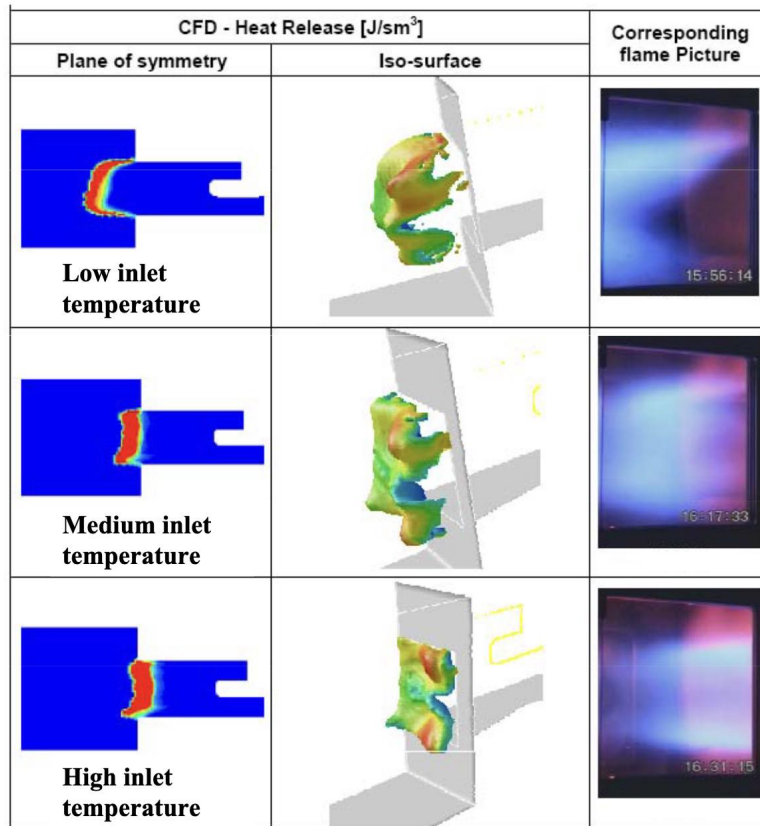 CFD - Heat Release [J/sm³]
Corresponding
flame Picture
Plane of symmetry
Iso-surface
Low inlet
temperature
15:56:14
Medium inlet
temperature
16:17:33
High inlet
temperature
16:31:15